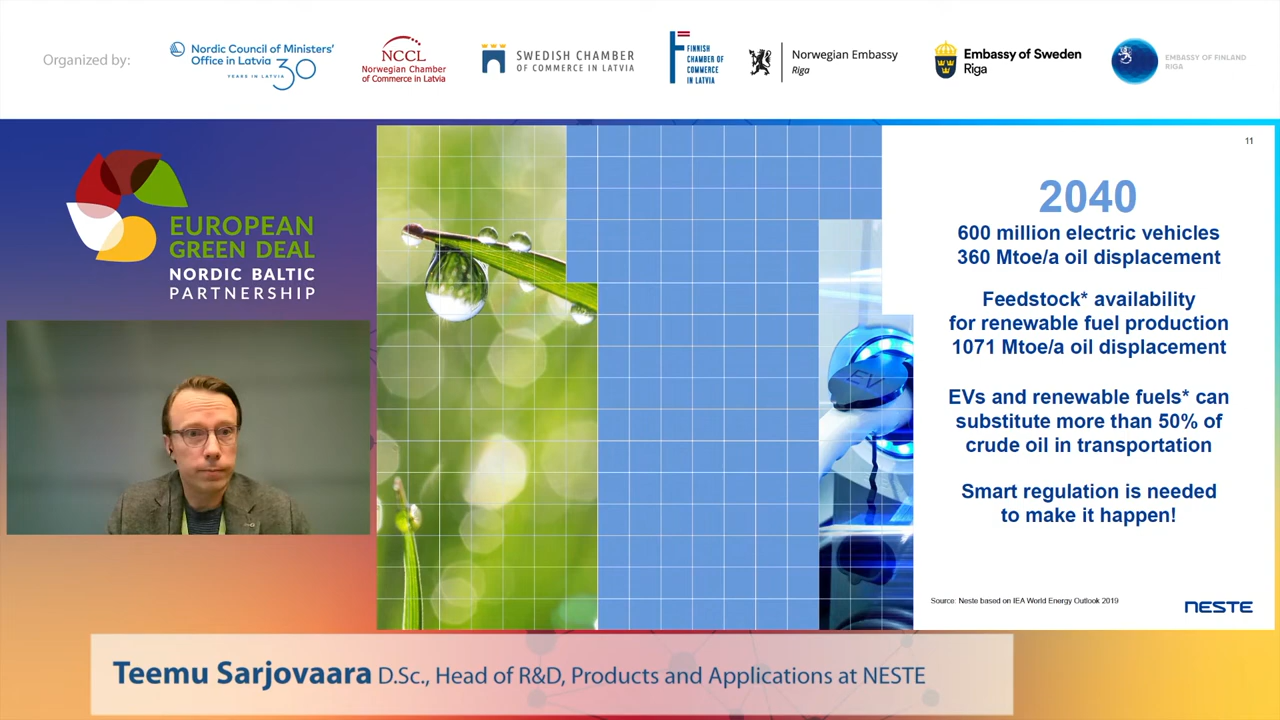 Organized by:
Nordic Council of Ministers'
Office in Latvia
YEARS IN LATVIA 30
NCCL
Norwegian Chamber
of Commerce in Latvia
SWEDISH CHAMBER
OF COMMERCE IN LATVIA
FINNISH
CHAMBER OF
COMMERCE
IN LATVIA
Norwegian Embassy
Riga
Embassy of Sweden
Riga
EMBASSY OF FINLAND
RIGA
EUROPEAN
GREEN DEAL
NORDIC BALTIC
PARTNERSHIP
EV
11
2040
600 million electric vehicles
360 Mtoe/a oil displacement
Feedstock* availability
for renewable fuel production
1071 Mtoe/a oil displacement
EVs and renewable fuels* can
substitute more than 50% of
crude oil in transportation
Smart regulation is needed
to make it happen!
Source: Neste based on IEA World Energy Outlook 2019
NESTE
Teemu Sarjovaara D.Sc., Head of R&D, Products and Applications at NESTE